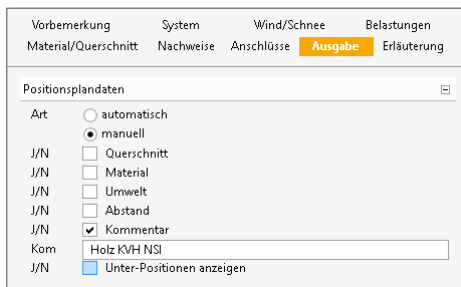 Vorbemerkung System Wind/Schnee Belastungen
Material/Querschnitt Nachweise Anschlüsse Ausgabe Erläuterung
Positionsplandaten
Art automatisch
manuell
J/N Querschnitt
J/N Material
J/N Umwelt
J/N Abstand
J/N Kommentar
Kom Holz KVH NSI
J/N Unter-Positionen anzeigen